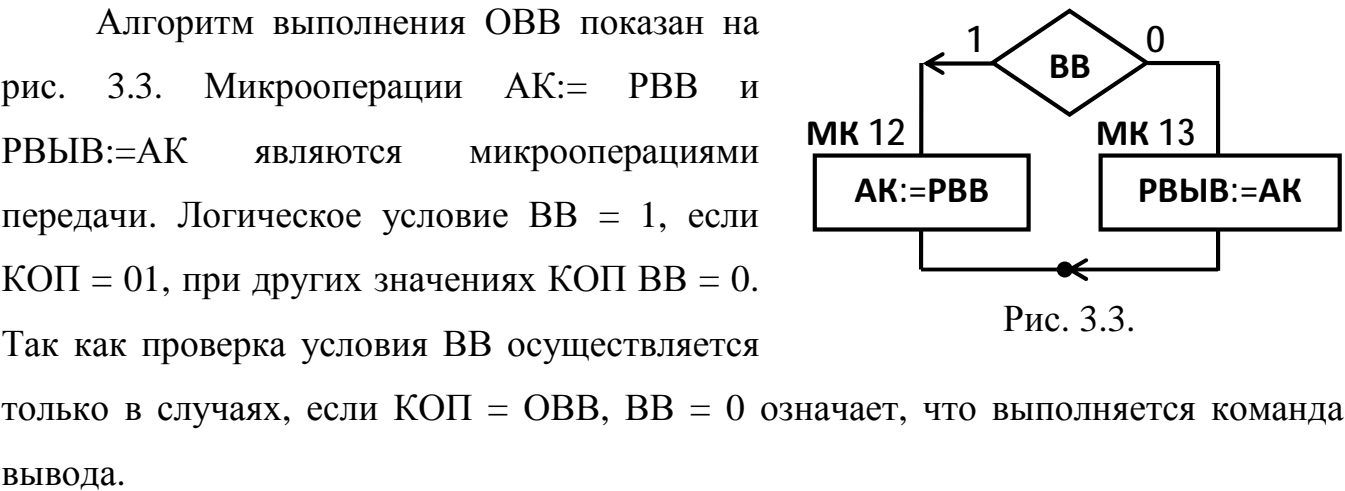 Алгоритм выполнения ОВВ показан на
рис. 3.3. Микрооперации АК:= РВВ и
РВЫВ:=АК являются микрооперациями
передачи. Логическое условие ВВ = 1, если
КОП = 01, при других значениях КОП ВВ = 0.
Так как проверка условия ВВ осуществляется
1 ВВ 0
МК 12 МК 13
АК:=РВВ РВЫВ:=АК
Рис. 3.3.
только в случаях, если КОП = ОВВ, ВВ = 0 означает, что выполняется команда
вывода.